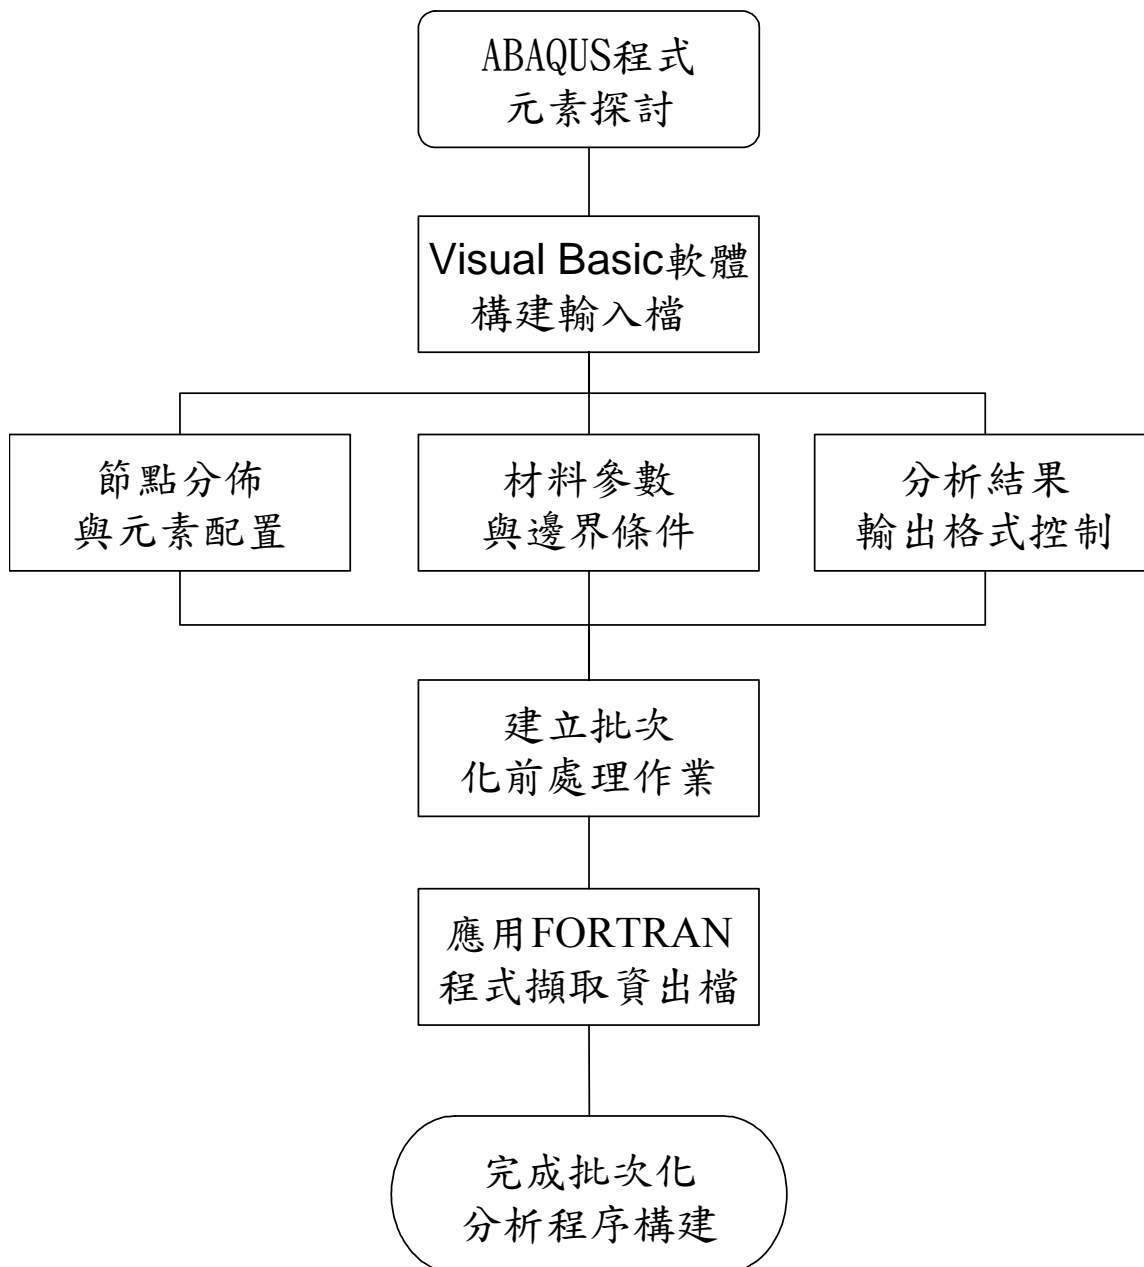 ABAQUS程式
元素探討
Visual Basic軟體
構建輸入檔
節點分佈
與元素配置
材料參數
與邊界條件
分析結果
輸出格式控制
建立批次
化前處理作業
應用FORTRAN
程式擷取資出檔
完成批次化
分析程序構建